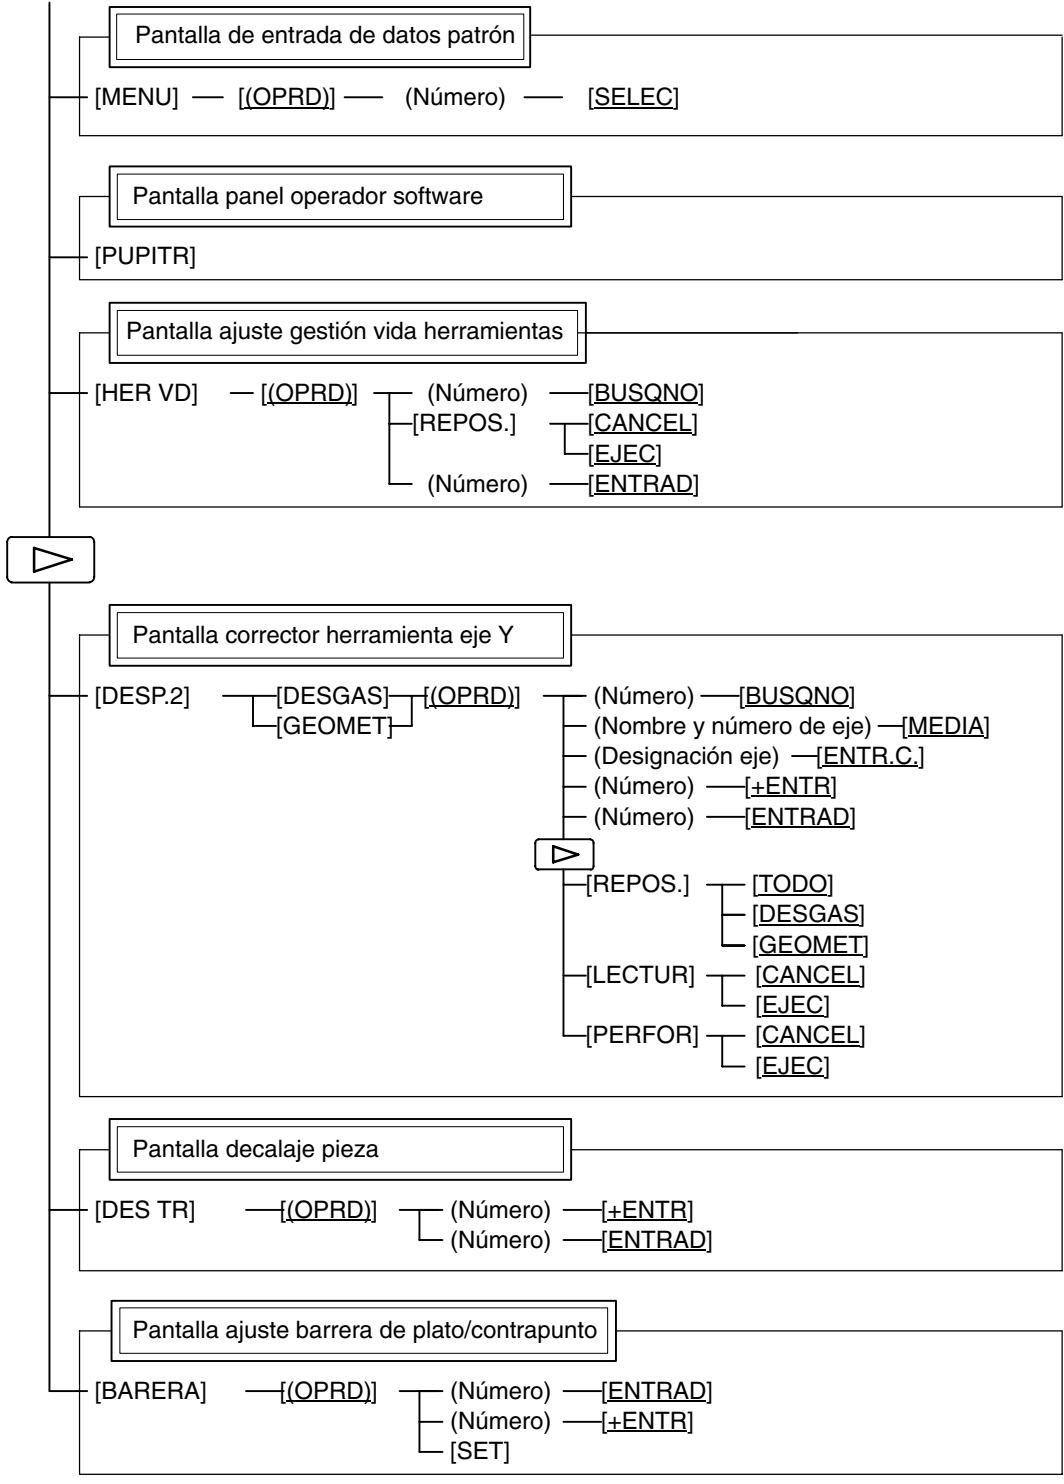 Pantalla de entrada de datos patrón
[MENU] [(OPRD)] (Número) [SELEC]
Pantalla panel operador software
[PUPITR]
Pantalla ajuste gestión vida herramientas
[HER VD] [(OPRD)] (Número) [BUSQNO]
[REPOS.] [CANCEL]
[EJEC]
(Número) [ENTRAD]
Pantalla corrector herramienta eje Y
[DESP.2] [DESGAS] [(OPRD)] (Número) [BUSQNO]
[GEOMET] (Nombre y número de eje) [MEDIA]
(Designación eje) [ENTR.C.]
(Número) [+ENTR]
(Número) [ENTRAD]
[REPOS.] [TODO]
[DESGAS]
[GEOMET]
[LECTUR] [CANCEL]
[EJEC]
[PERFOR] [CANCEL]
[EJEC]
Pantalla decalaje pieza
[DES TR] [(OPRD)] (Número) [+ENTR]
(Número) [ENTRAD]
Pantalla ajuste barrera de plato/contrapunto
[BARERA] [(OPRD)] (Número) [ENTRAD]
(Número) [+ENTR]
[SET]